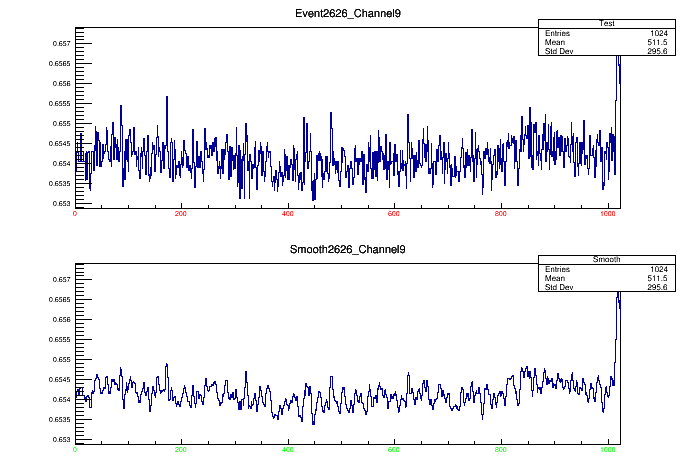 Event2626_Channel9
Test
Entries 1024
Mean 511.5
Std Dev 295.6
0.657
0.6565
0.656
0.6555
0.655
0.6545
0.654
0.6535
0.653
0 200 400 600 800 1000
Smooth2626_Channel9
Smooth
Entries 1024
Mean 511.5
Std Dev 295.6
0.657
0.6565
0.656
0.6555
0.655
0.6545
0.654
0.6535
0.653
0 200 400 600 800 1000